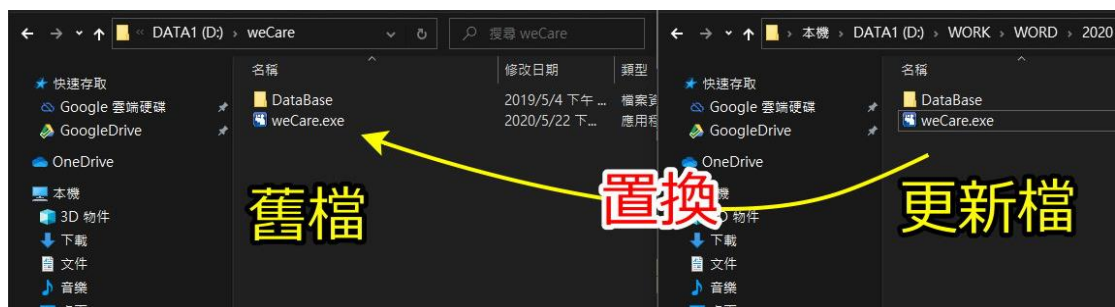 DATA1 (D:) › weCare
搜尋 weCare
快速存取
Google 雲端硬碟
GoogleDrive
OneDrive
本機
3D 物件
下載
文件
音樂
名稱
修改日期
類型
DataBase
2019/5/4 下午 ...
weCare.exe
2020/5/22 下...
舊檔
置換
本機 › DATA1 (D:) › WORK › WORD › 2020
快速存取
Google 雲端硬碟
GoogleDrive
OneDrive
物件
下載
文件
音樂
名稱
DataBase
weCare.exe
更新檔